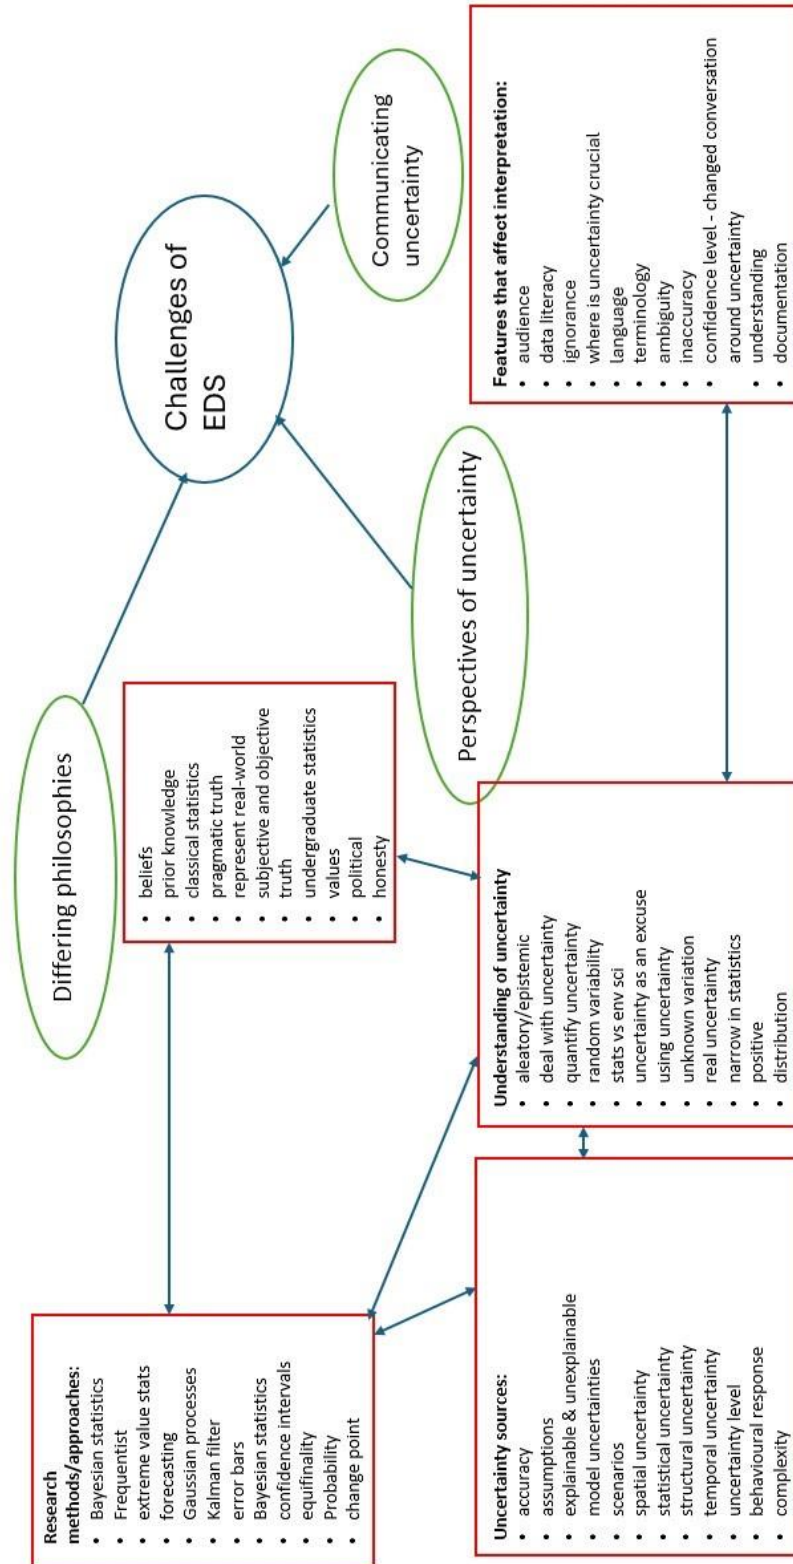 Differing philosophies
Challenges of
EDS
Communicating
uncertainty
Perspectives of uncertainty
Research
methods/approaches:
• Bayesian statistics
• Frequentist
• extreme value stats
• forecasting
• Gaussian processes
• Kalman filter
• error bars
• Bayesian statistics
• confidence intervals
• equifinality
• Probability
• change point
• beliefs
• prior knowledge
• classical statistics
• pragmatic truth
• represent real-world
• subjective and objective
truth
• undergraduate statistics
• values
• political
• honesty
Uncertainty sources:
• accuracy
• assumptions
• explainable & unexplainable
• model uncertainties
• scenarios
• spatial uncertainty
• statistical uncertainty
• structural uncertainty
• temporal uncertainty
• uncertainty level
• behavioural response
• complexity
Understanding of uncertainty
• aleatory/epistemic
• deal with uncertainty
• quantify uncertainty
• random variability
• stats vs env sci
• uncertainty as an excuse
• using uncertainty
• unknown variation
• real uncertainty
• narrow in statistics
• positive
• distribution
Features that affect interpretation:
• audience
• data literacy
• ignorance
• where is uncertainty crucial
• language
• terminology
• ambiguity
• inaccuracy
• confidence level - changed conversation
around uncertainty
• understanding
• documentation